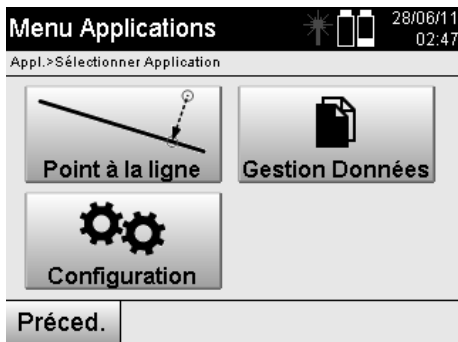 Menu Applications
28/06/11
02:47
Appl.>Sélectionner Application
Point à la ligne
Gestion Données
Configuration
Préced.